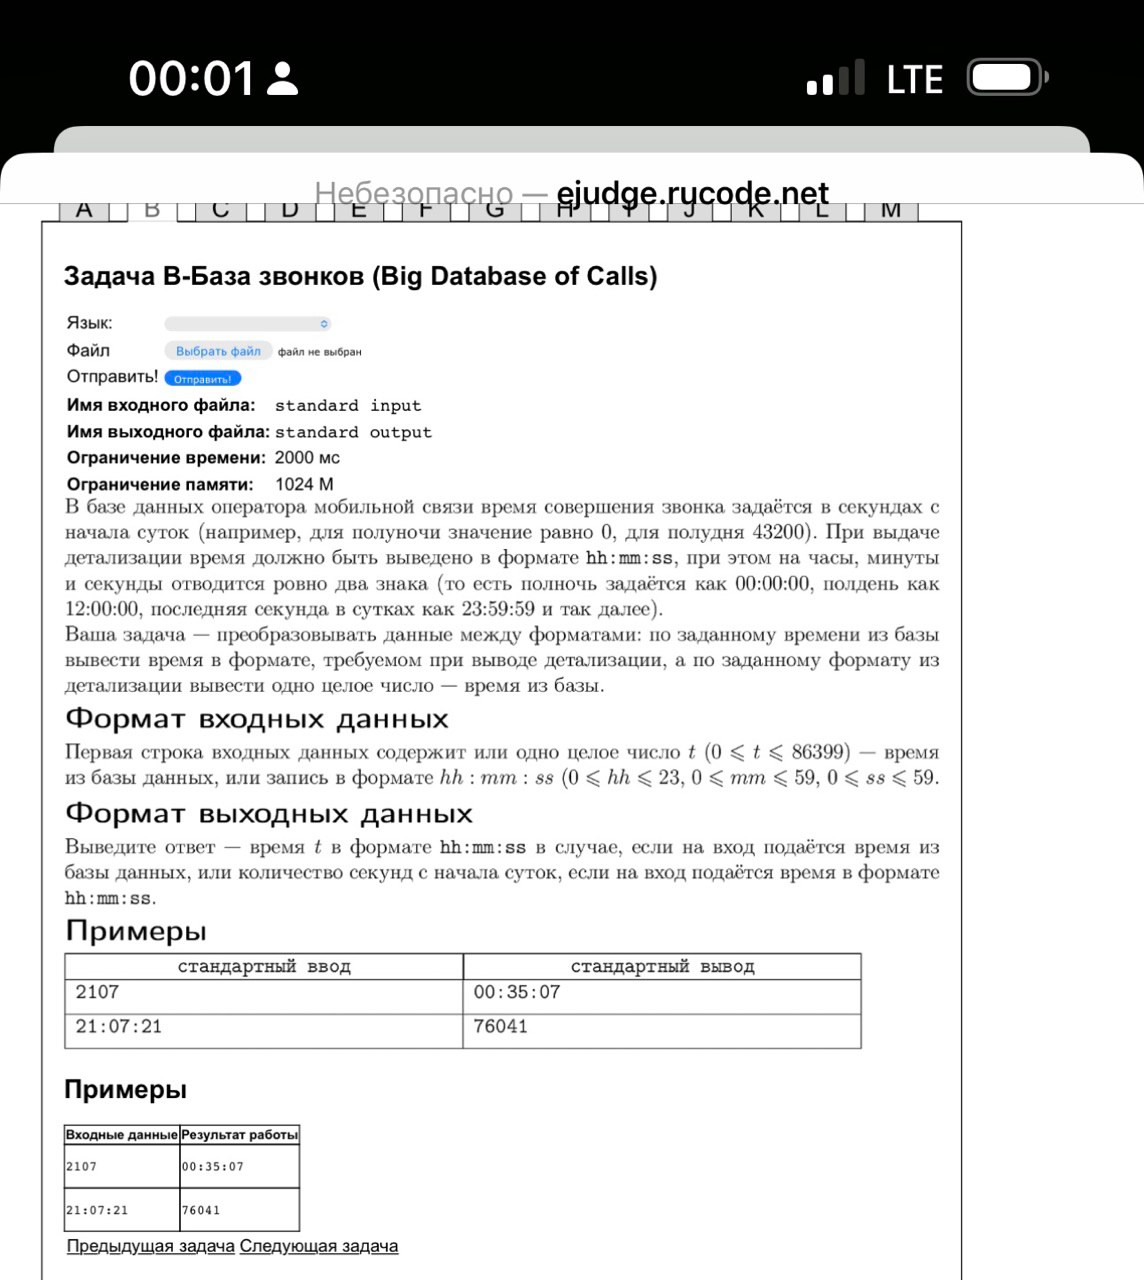 00:01
LTE
Небезопасно — ejudge.rucode.net
A B C D E F G H I J K L M
Задача B-База звонков (Big Database of Calls)
Язык:
Файл Выбрать файл файл не выбран
Отправить! Отправить!
Имя входного файла: standard input
Имя выходного файла: standard output
Ограничение времени: 2000 мс
Ограничение памяти: 1024 M
В базе данных оператора мобильной связи время совершения звонка задаётся в секундах с
начала суток (например, для полуночи значение равно 0, для полудня 43200). При выдаче
детализации время должно быть выведено в формате hh:mm:ss, при этом на часы, минуты
и секунды отводится ровно два знака (то есть полночь задаётся как 00:00:00, полдень как
12:00:00, последняя секунда в сутках как 23:59:59 и так далее).
Ваша задача — преобразовывать данные между форматами: по заданному времени из базы
вывести время в формате, требуемом при выводе детализации, а по заданному формату из
детализации вывести одно целое число — время из базы.
Формат входных данных
Первая строка входных данных содержит или одно целое число t (0 ⩽ t ⩽ 86399) — время
из базы данных, или запись в формате hh : mm : ss (0 ⩽ hh ⩽ 23, 0 ⩽ mm ⩽ 59, 0 ⩽ ss ⩽ 59.
Формат выходных данных
Выведите ответ — время t в формате hh:mm:ss в случае, если на вход подаётся время из
базы данных, или количество секунд с начала суток, если на вход подаётся время в формате
hh:mm:ss.
Примеры
стандартный ввод стандартный вывод
2107 00:35:07
21:07:21 76041
Примеры
Входные данные Результат работы
2107 00:35:07
21:07:21 76041
Предыдущая задача Следующая задача